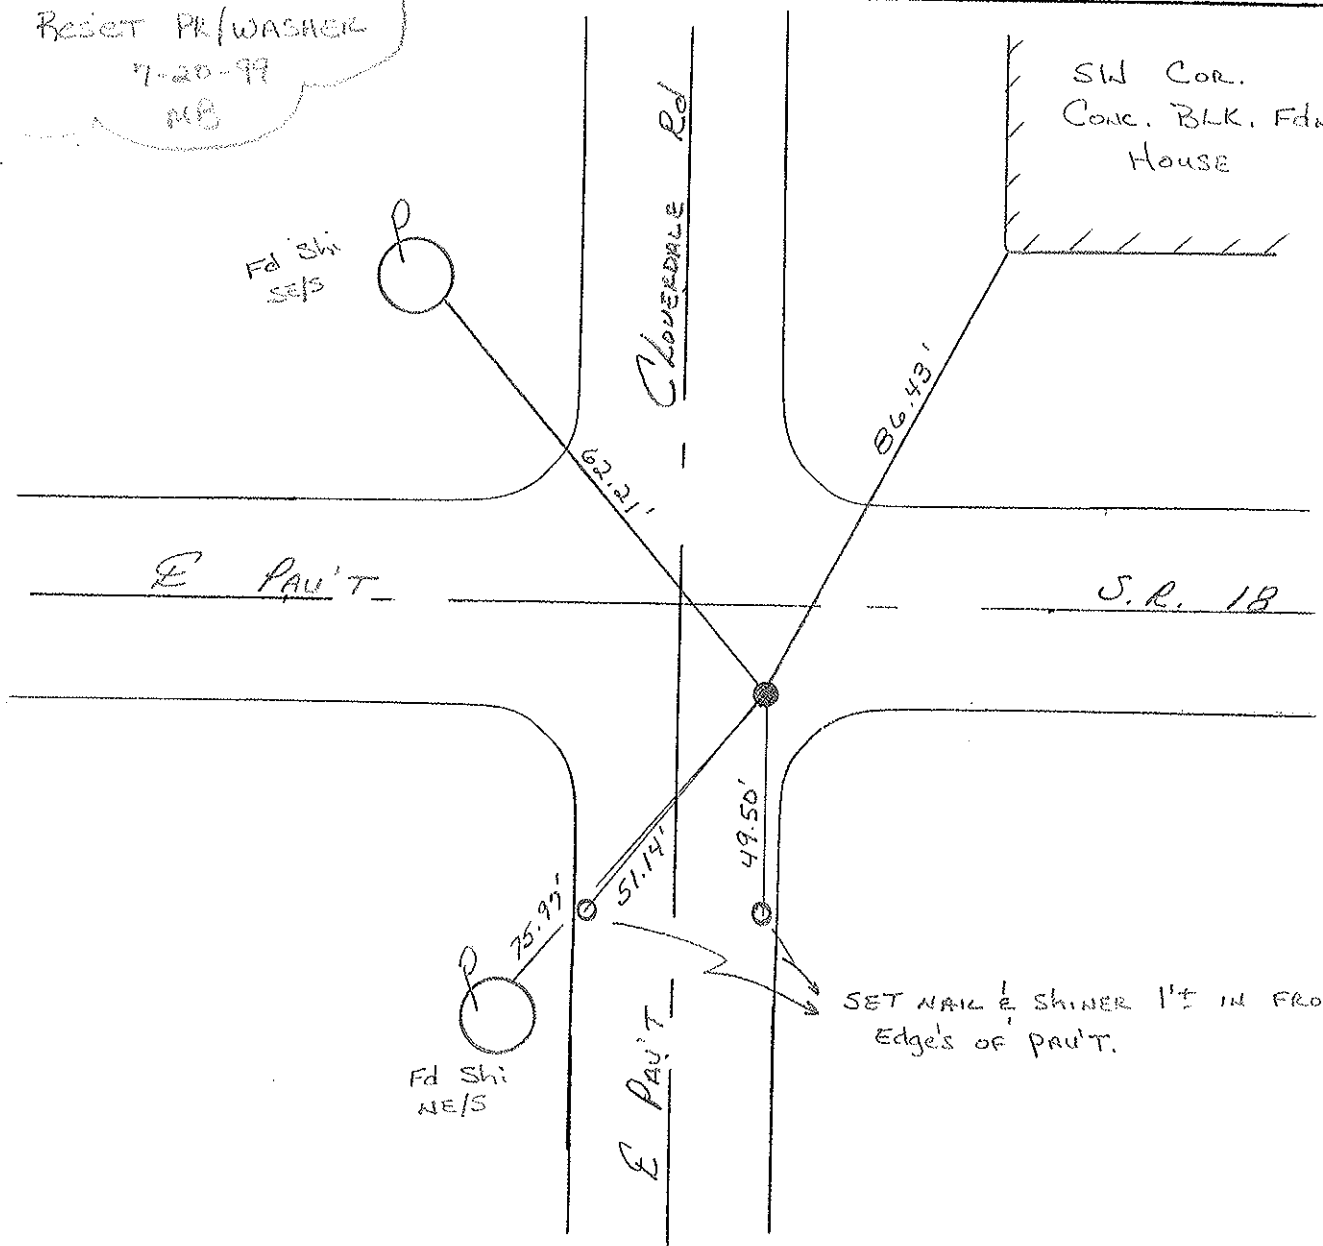 Reset PK/WASHER
7-20-99
MB
SW COR.
CONC. BLK. Fdn
HOUSE
Fd Shi
SE/S
CLOVERDALE Rd
86.43'
62.21'
℄ PAV'T
S.R. 18
49.50'
51.14'
75.97'
Fd Shi
NE/S
SET NAIL & SHINER 1'± IN FRO
Edge's OF PAV'T.
℄ PAV'T